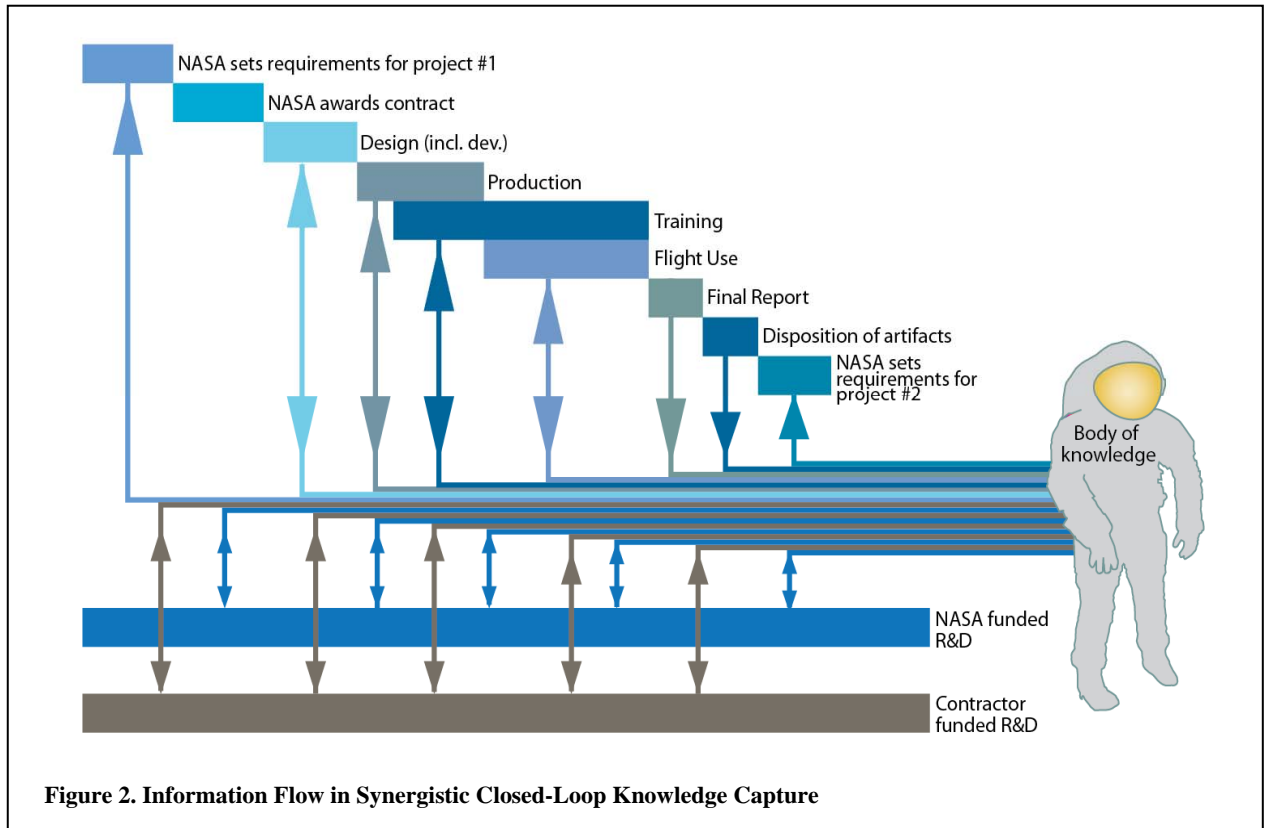 NASA sets requirements for project #1
NASA awards contract
Design (incl. dev.)
Production
Training
Flight Use
Final Report
Disposition of artifacts
NASA sets
requirements for
project #2
Body of
knowledge
NASA funded
R&D
Contractor
funded R&D
Figure 2. Information Flow in Synergistic Closed-Loop Knowledge Capture